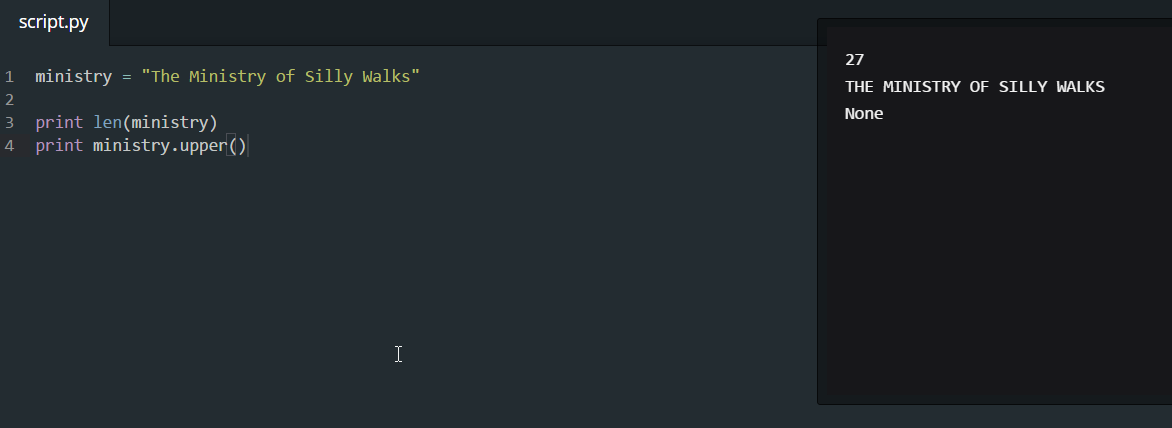 script.py
1 ministry = "The Ministry of Silly Walks"
2
3 print len(ministry)
4 print ministry.upper()
27
THE MINISTRY OF SILLY WALKS
None